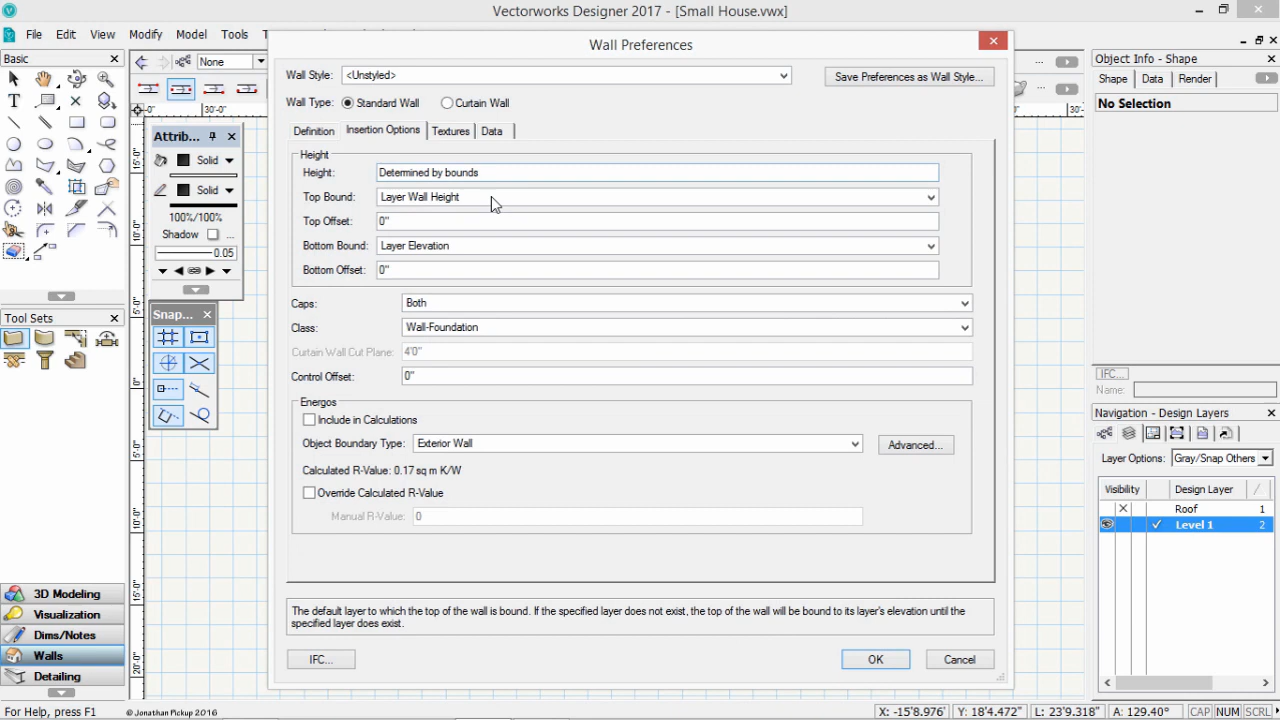 Vectorworks Designer 2017 - [Small House.vwx]
File Edit View Modify Model Tools
Wall Preferences
Basic
None
Object Info - Shape
Shape Data Render
No Selection
Wall Style: <Unstyled>
Save Preferences as Wall Style...
Wall Type: Standard Wall Curtain Wall
Definition Insertion Options Textures Data
-0" 30'-0"
30'-
Attrib...
Solid
Solid
100%/100%
Shadow ...
0.05
Height
Height: Determined by bounds
Top Bound: Layer Wall Height
Top Offset: 0"
Bottom Bound: Layer Elevation
Bottom Offset: 0"
Caps: Both
Class: Wall-Foundation
Curtain Wall Cut Plane: 4'0"
Control Offset: 0"
Snap...
Tool Sets
Energos
Include in Calculations
Object Boundary Type: Exterior Wall
Advanced...
Calculated R-Value: 0.17 sq m K/W
Override Calculated R-Value
Manual R-Value: 0
IFC...
Name:
Navigation - Design Layers
Layer Options: Gray/Snap Others
Visibility Design Layer /
Roof 1
Level 1 2
3D Modeling
Visualization
Dims/Notes
Walls
Detailing
The default layer to which the top of the wall is bound. If the specified layer does not exist, the top of the wall will be bound to its layer's elevation until the
specified layer does exist.
IFC...
OK
Cancel
For Help, press F1
© Jonathan Pickup 2016
X: -15'8.976" Y: 18'4.472" L: 23'9.318" A: 129.40° CAP NUM SCRL